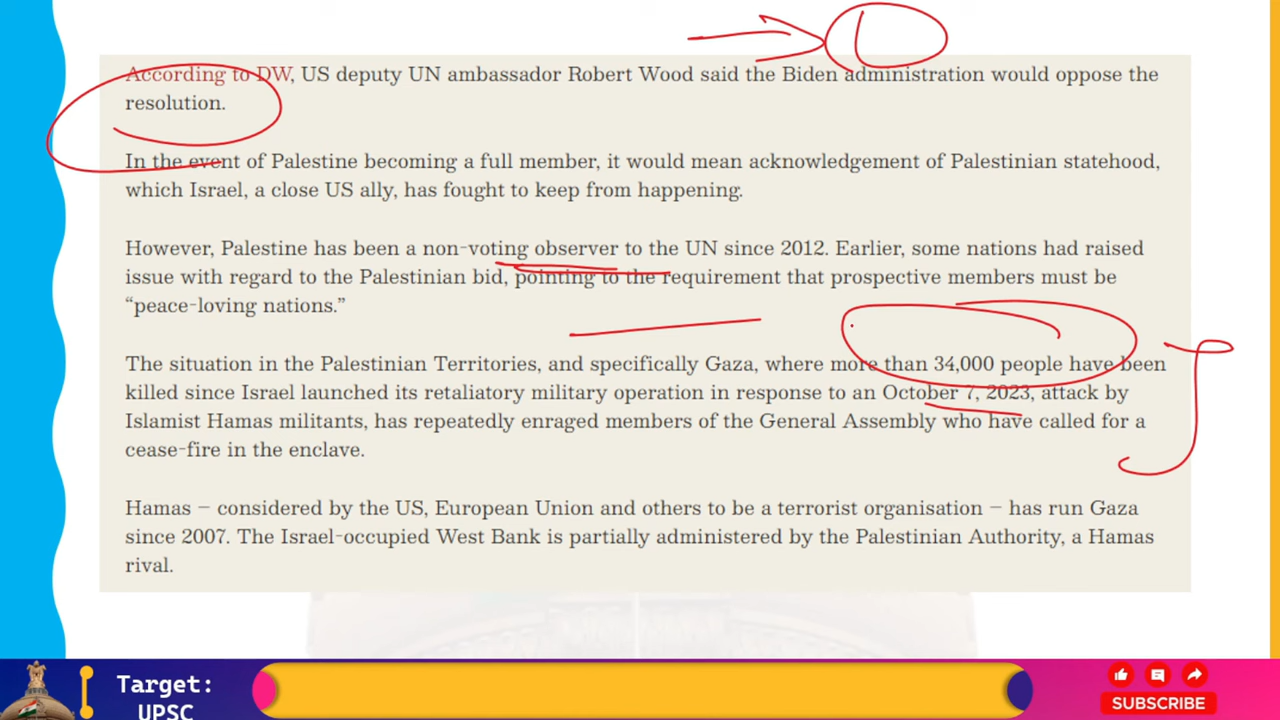 According to DW, US deputy UN ambassador Robert Wood said the Biden administration would oppose the
resolution.
In the event of Palestine becoming a full member, it would mean acknowledgement of Palestinian statehood,
which Israel, a close US ally, has fought to keep from happening.
However, Palestine has been a non-voting observer to the UN since 2012. Earlier, some nations had raised
issue with regard to the Palestinian bid, pointing to the requirement that prospective members must be
“peace-loving nations.”
The situation in the Palestinian Territories, and specifically Gaza, where more than 34,000 people have been
killed since Israel launched its retaliatory military operation in response to an October 7, 2023, attack by
Islamist Hamas militants, has repeatedly enraged members of the General Assembly who have called for a
cease-fire in the enclave.
Hamas – considered by the US, European Union and others to be a terrorist organisation – has run Gaza
since 2007. The Israel-occupied West Bank is partially administered by the Palestinian Authority, a Hamas
rival.
Target:
UPSC
SUBSCRIBE